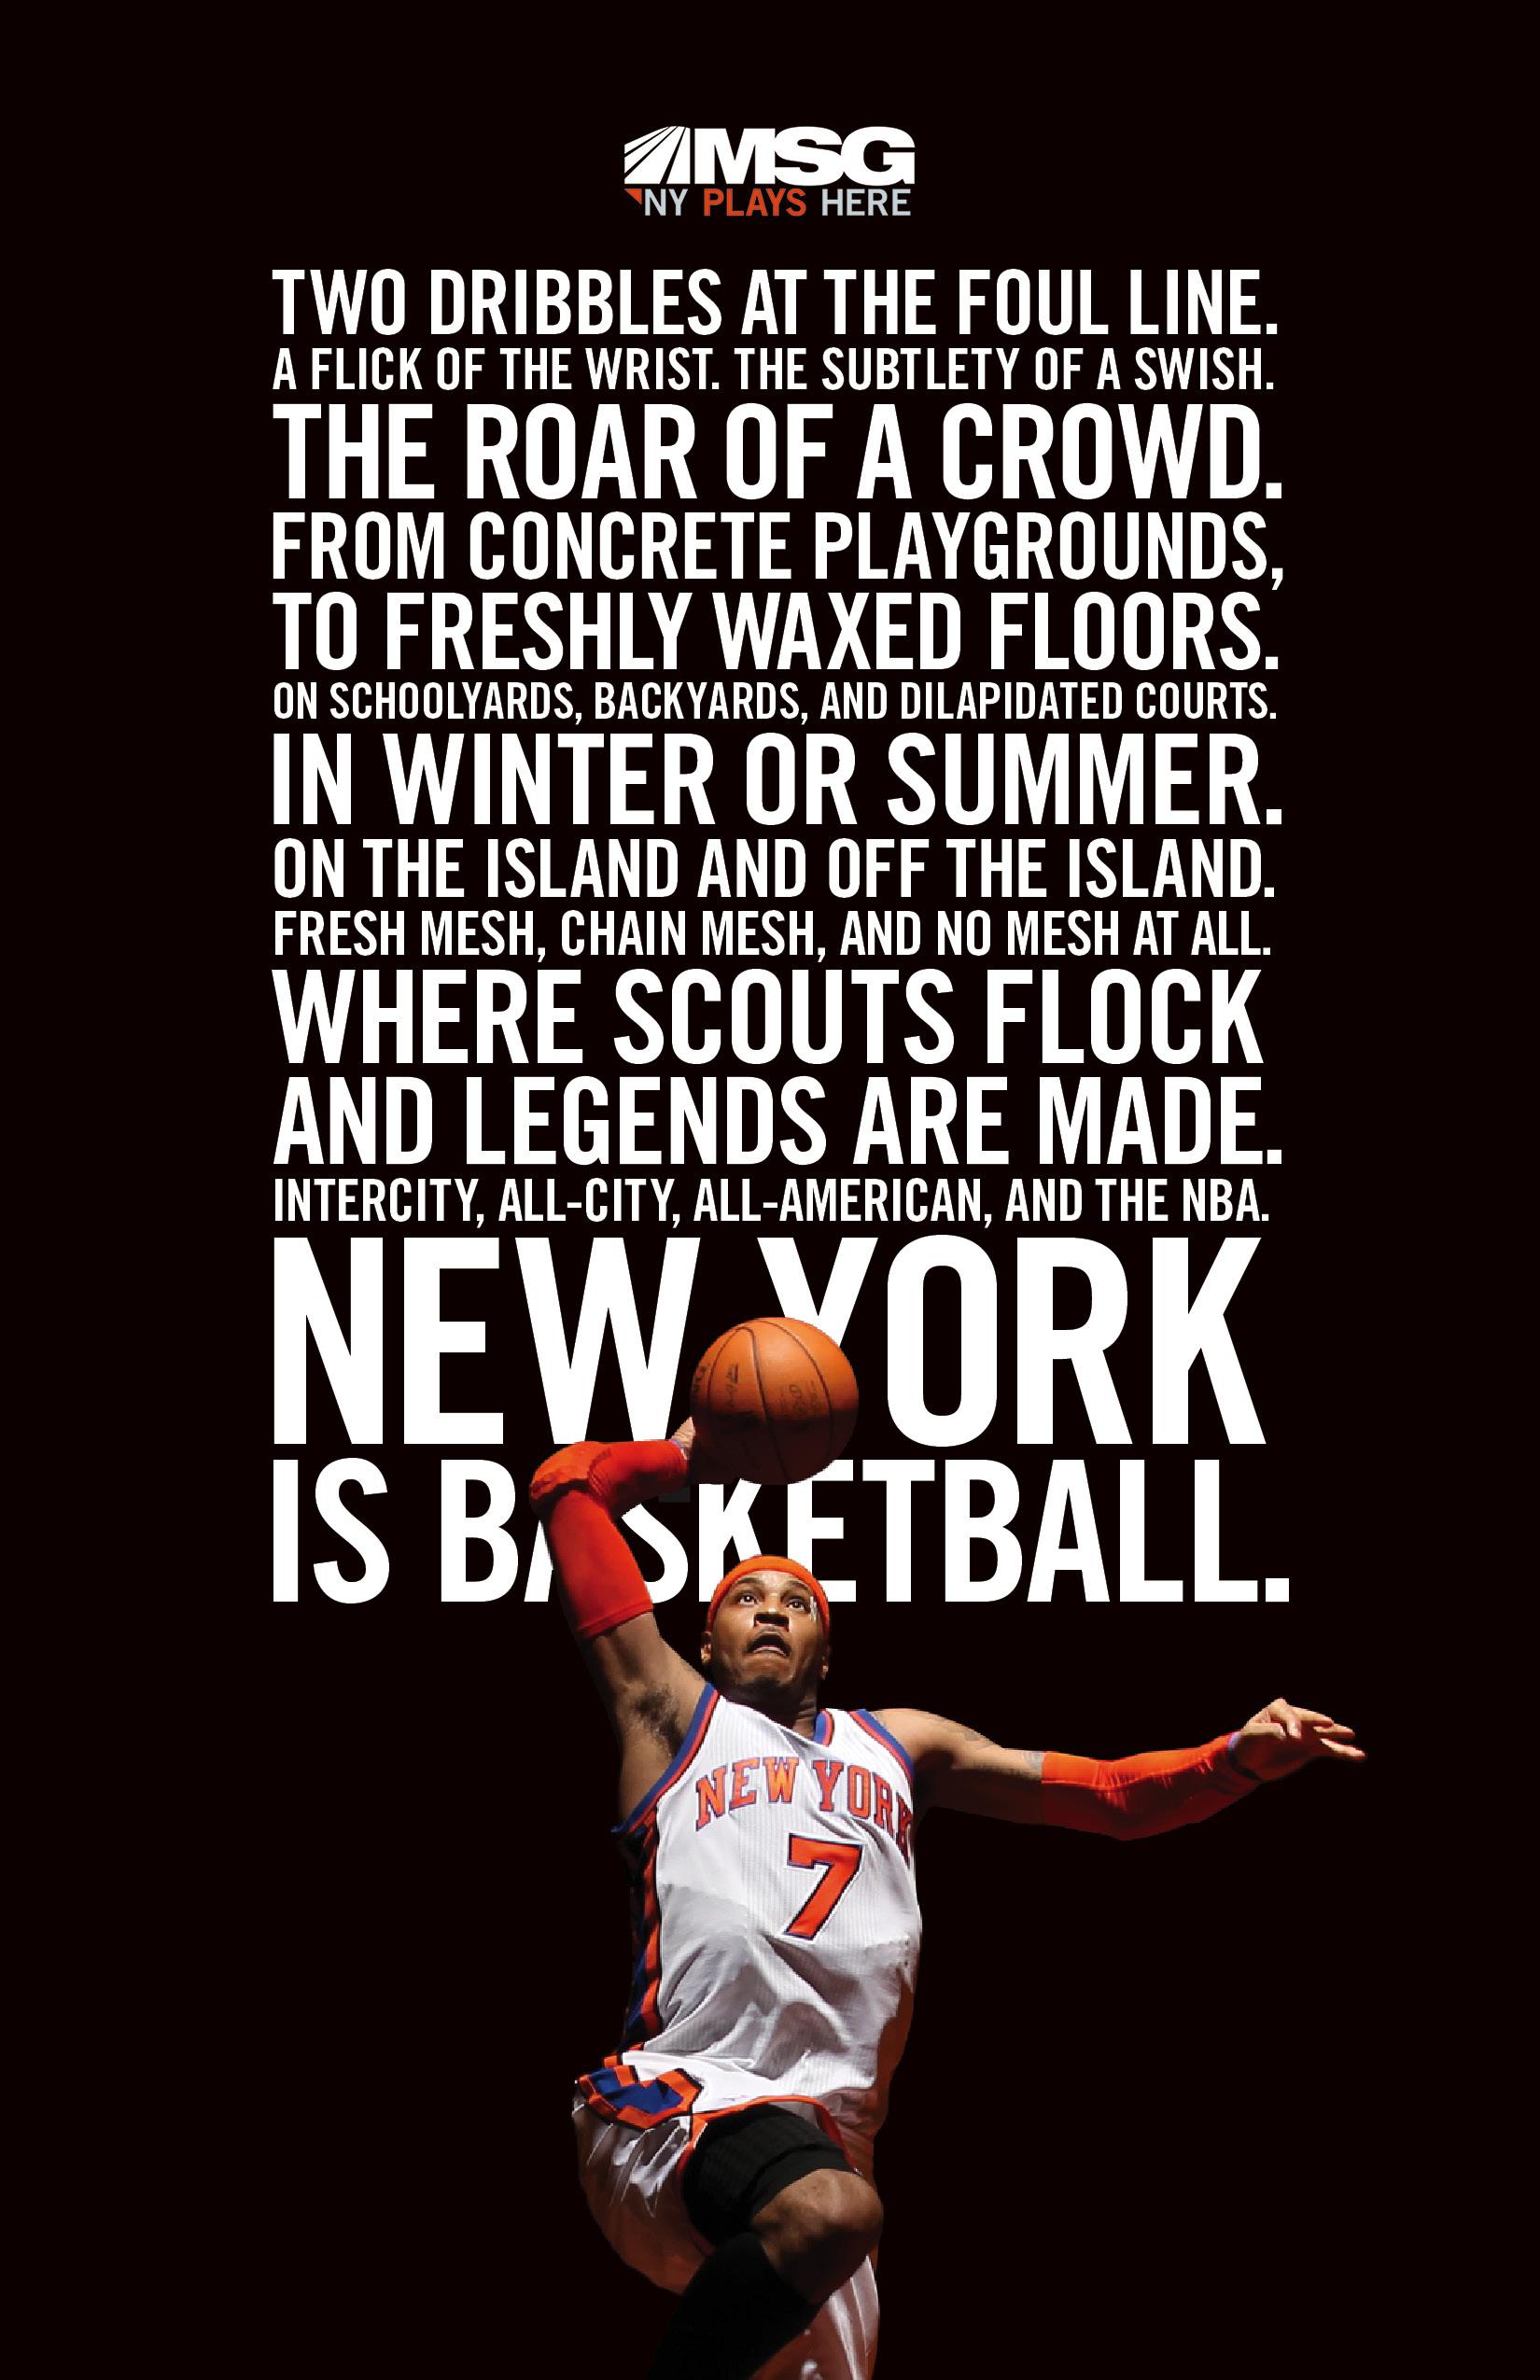 MSG
NY PLAYS HERE
TWO DRIBBLES AT THE FOUL LINE.
A FLICK OF THE WRIST. THE SUBTLETY OF A SWISH.
THE ROAR OF A CROWD.
FROM CONCRETE PLAYGROUNDS,
TO FRESHLY WAXED FLOORS.
ON SCHOOLYARDS, BACKYARDS, AND DILAPIDATED COURTS.
IN WINTER OR SUMMER.
ON THE ISLAND AND OFF THE ISLAND.
FRESH MESH, CHAIN MESH, AND NO MESH AT ALL.
WHERE SCOUTS FLOCK
AND LEGENDS ARE MADE.
INTERCITY, ALL-CITY, ALL-AMERICAN, AND THE NBA.
NEW YORK
IS BASKETBALL.
NEW YORK
7